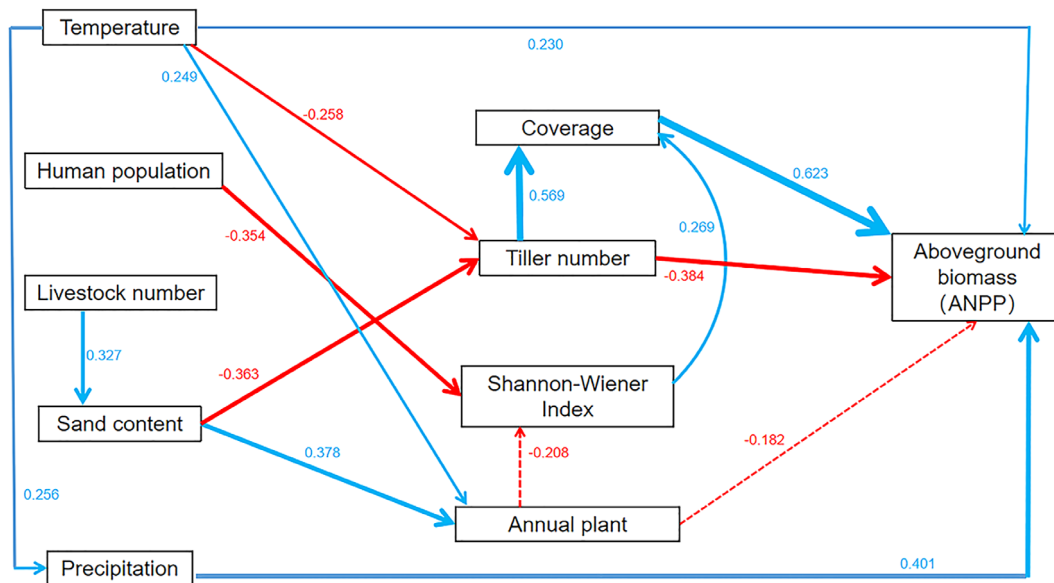 Temperature
0.230
0.249
-0.258
Coverage
Human population
0.623
0.569
-0.354
0.269
Tiller number
Aboveground
biomass
(ANPP)
-0.384
Livestock number
0.327
-0.363
Shannon-Wiener
Index
Sand content
0.378
-0.208
-0.182
0.256
Annual plant
Precipitation
0.401